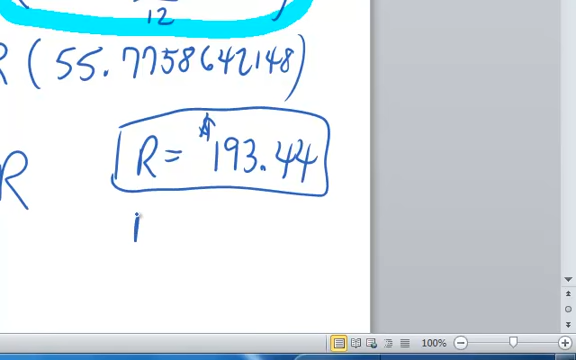 12
R ( 55.7758642148)
R = $193.44
R
100%